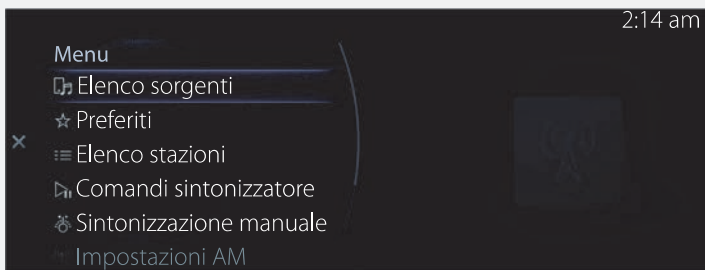 2:14 am
Menu
Elenco sorgenti
Preferiti
Elenco stazioni
Comandi sintonizzatore
Sintonizzazione manuale
Impostazioni AM